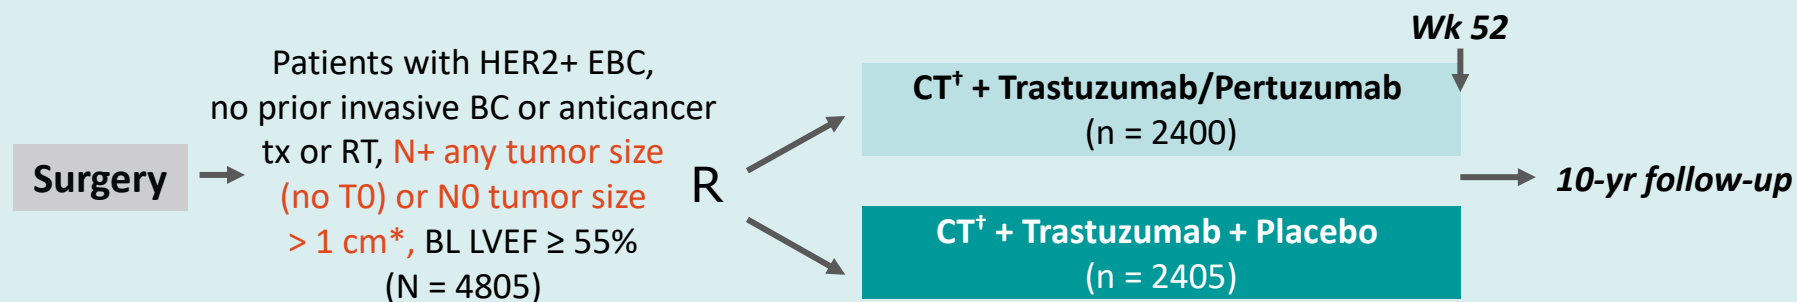 Surgery
Patients with HER2+ EBC,
no prior invasive BC or anticancer
tx or RT, N+ any tumor size
(no T0) or N0 tumor size
> 1 cm*, BL LVEF ≥ 55%
(N = 4805)
R
Wk 52
CT† + Trastuzumab/Pertuzumab
(n = 2400)
CT† + Trastuzumab + Placebo
(n = 2405)
10-yr follow-up